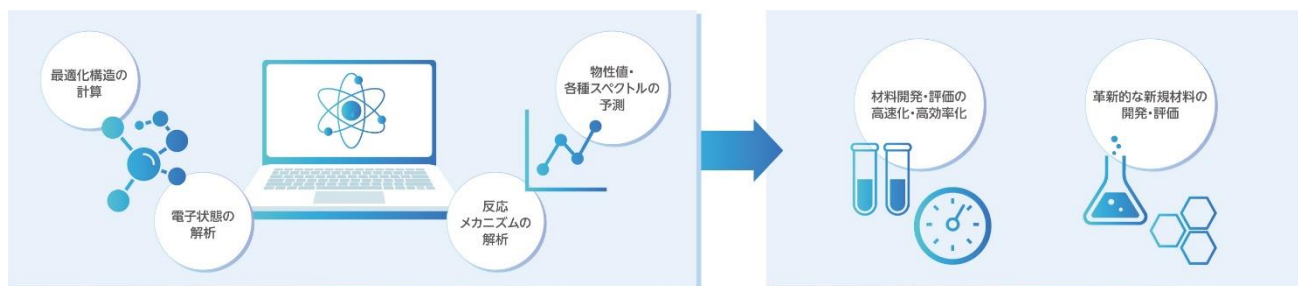 最適化構造の
計算
電子状態の
解析
物性値・
各種スペクトルの
予測
反応
メカニズムの
解析
材料開発・評価の
高速化・高効率化
革新的な新規材料の
開発・評価